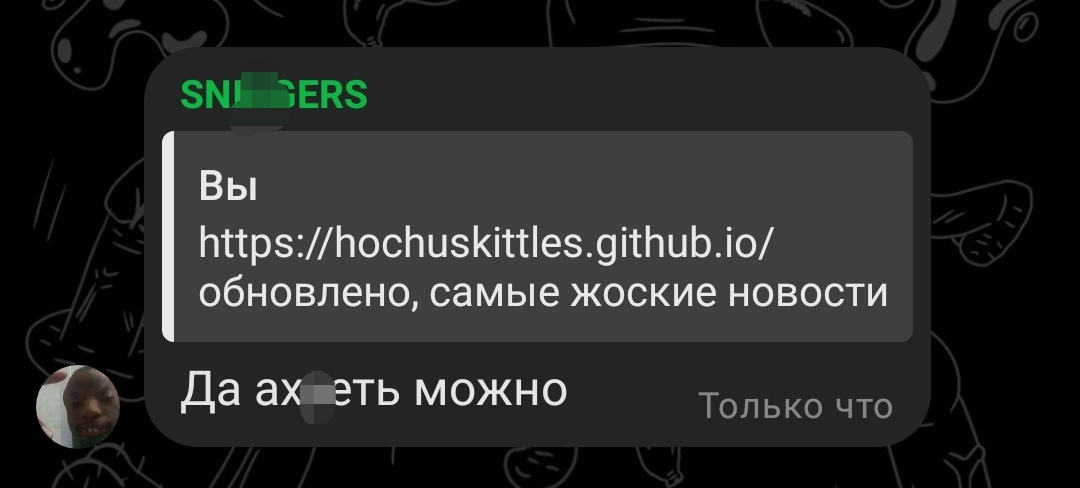 Вы
https://hochuskittles.github.io/
обновлено, самые жоские новости
Да можно
Только что